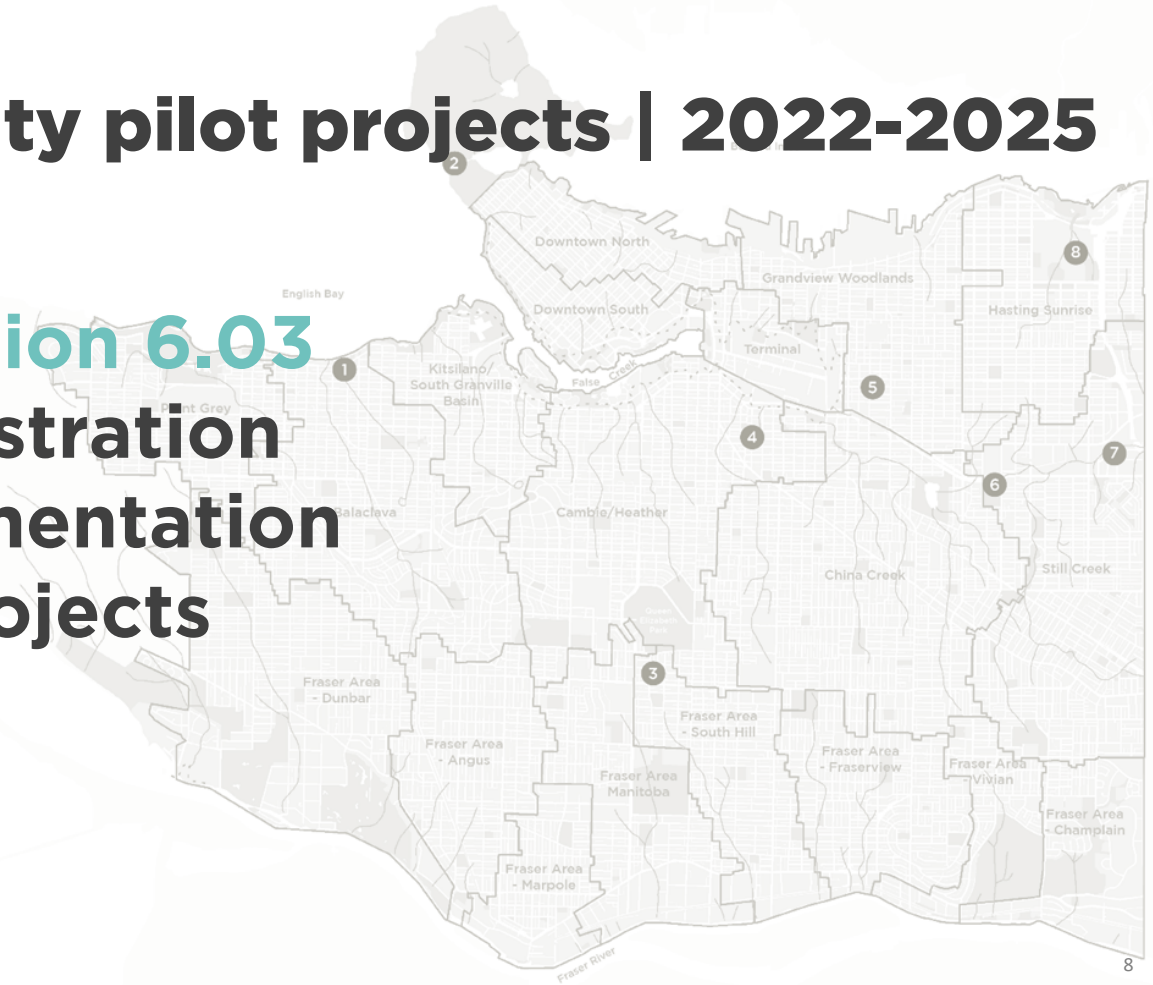 ty pilot projects | 2022-2025
2
Downtown North
8
Grandview Woodlands
English Bay
Downtown South
Hasting Sunrise
ion 6.03
Terminal
1
Kitsilano/
South Granville
Basin
False Creek
5
Point Grey
stration
4
7
6
nentation
Balaclava
Cambie/Heather
China Creek
Still Creek
ojects
Queen
Elizabeth
Park
3
Fraser Area
- Dunbar
Fraser Area
- South Hill
Fraser Area
- Angus
Fraser Area
- Fraserview
Fraser Area
- Vivian
Fraser Area
Manitoba
Fraser Area
- Champlain
Fraser Area
- Marpole
Fraser River
8